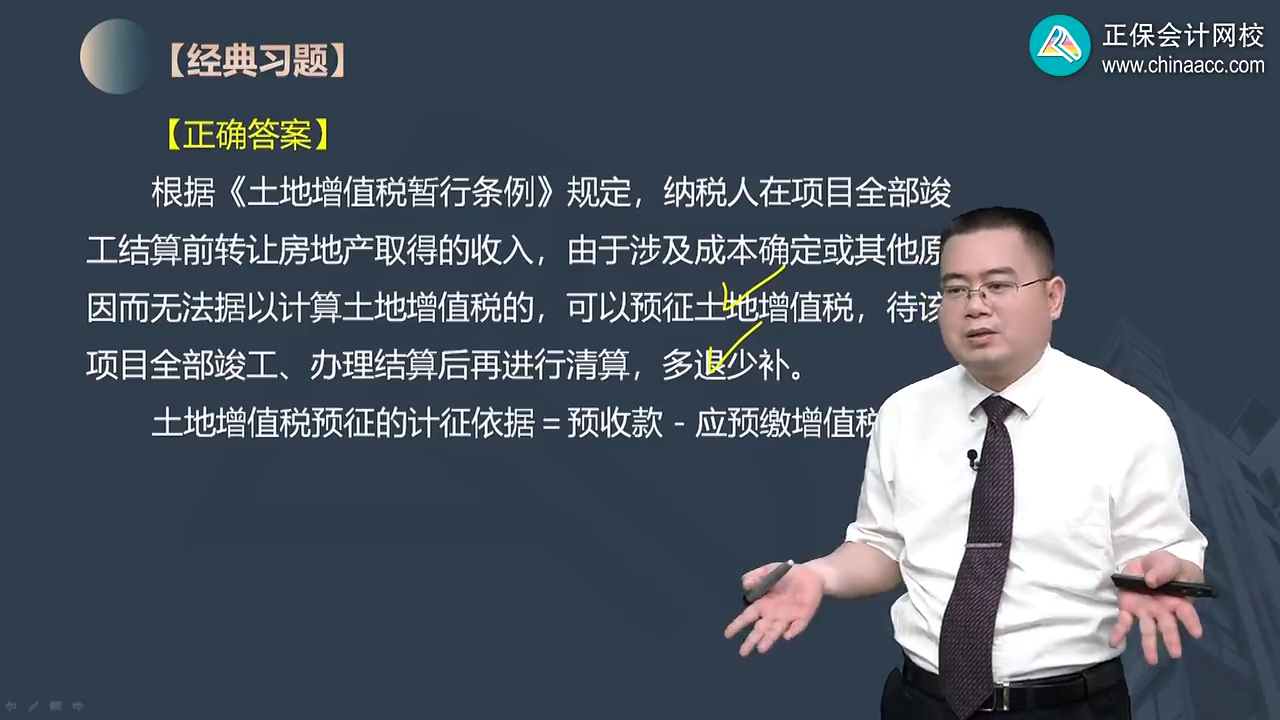 正保会计网校
www.chinaacc.com
【经典习题】
【正确答案】
根据《土地增值税暂行条例》规定，纳税人在项目全部竣
工结算前转让房地产取得的收入，由于涉及成本确定或其他原
因而无法据以计算土地增值税的，可以预征土地增值税，待该
项目全部竣工、办理结算后再进行清算，多退少补。
土地增值税预征的计征依据＝预收款－应预缴增值税